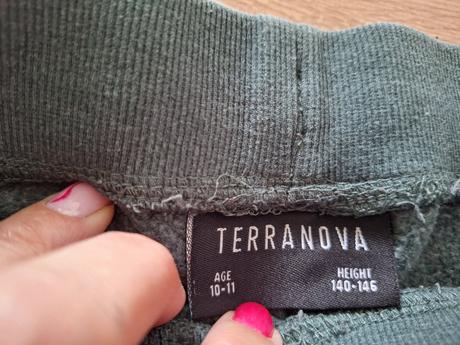 TERRANOVA
AGE HEIGHT
10-11 140-146